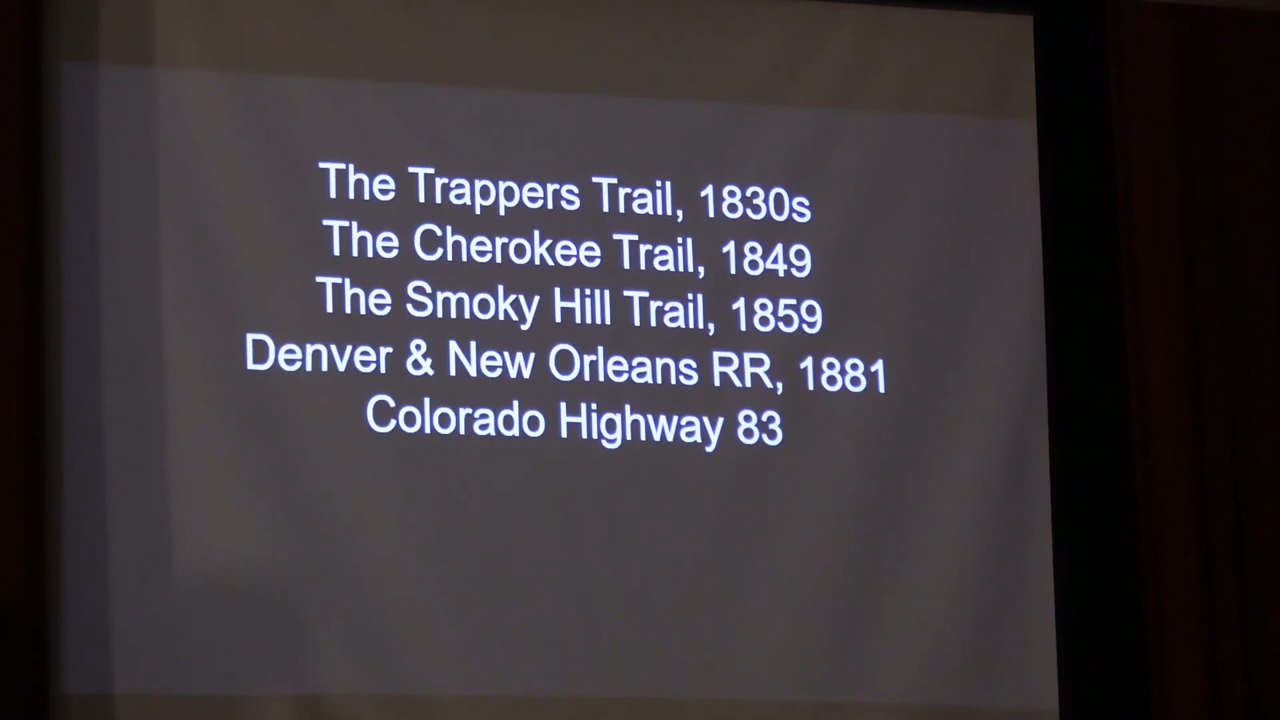 The Trappers Trail, 1830s
The Cherokee Trail, 1849
The Smoky Hill Trail, 1859
Denver & New Orleans RR, 1881
Colorado Highway 83